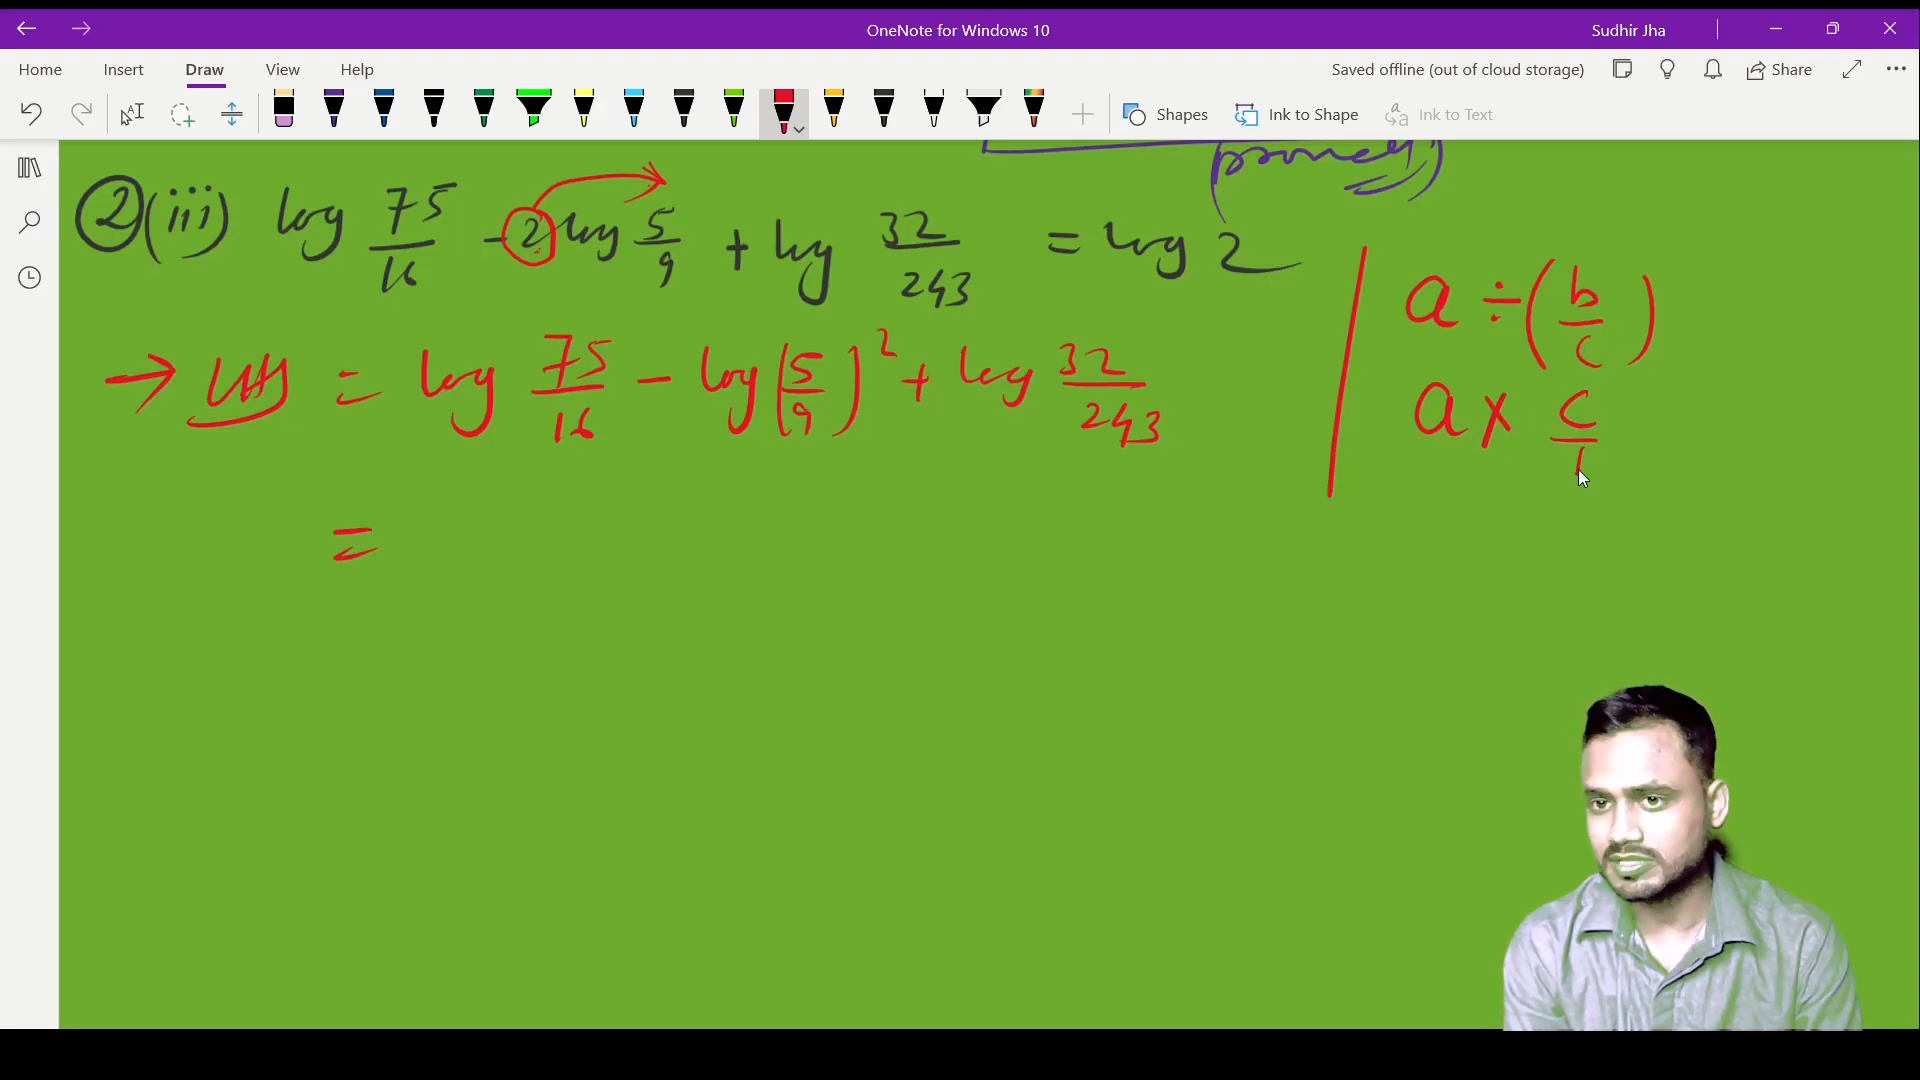 OneNote for Windows 10
Sudhir Jha
Home Insert Draw View Help
Saved offline (out of cloud storage) Share
Shapes Ink to Shape Ink to Text
(proved)
② (iii) log 75/16 - 2 log 5/9 + log 32/243 = log 2
→ LHS = log 75/16 - log (5/9)² + log 32/243
=
a ÷ (b/c)
a × c/